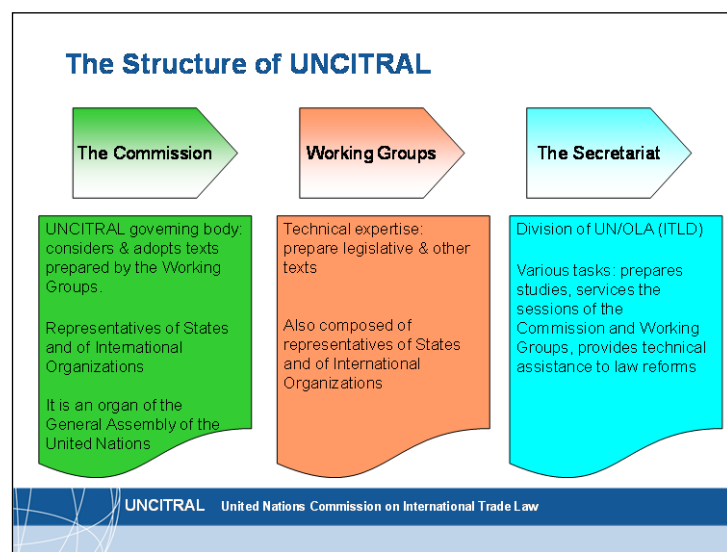 The Structure of UNCITRAL
The Commission
Working Groups
The Secretariat
UNCITRAL governing body:
considers & adopts texts
prepared by the Working
Groups.
Representatives of States
and of International
Organizations
It is an organ of the
General Assembly of the
United Nations
Technical expertise:
prepare legislative & other
texts
Also composed of
representatives of States
and of International
Organizations
Division of UN/OLA (ITLD)
Various tasks: prepares
studies, services the
sessions of the
Commission and Working
Groups, provides technical
assistance to law reforms
UNCITRAL United Nations Commission on International Trade Law